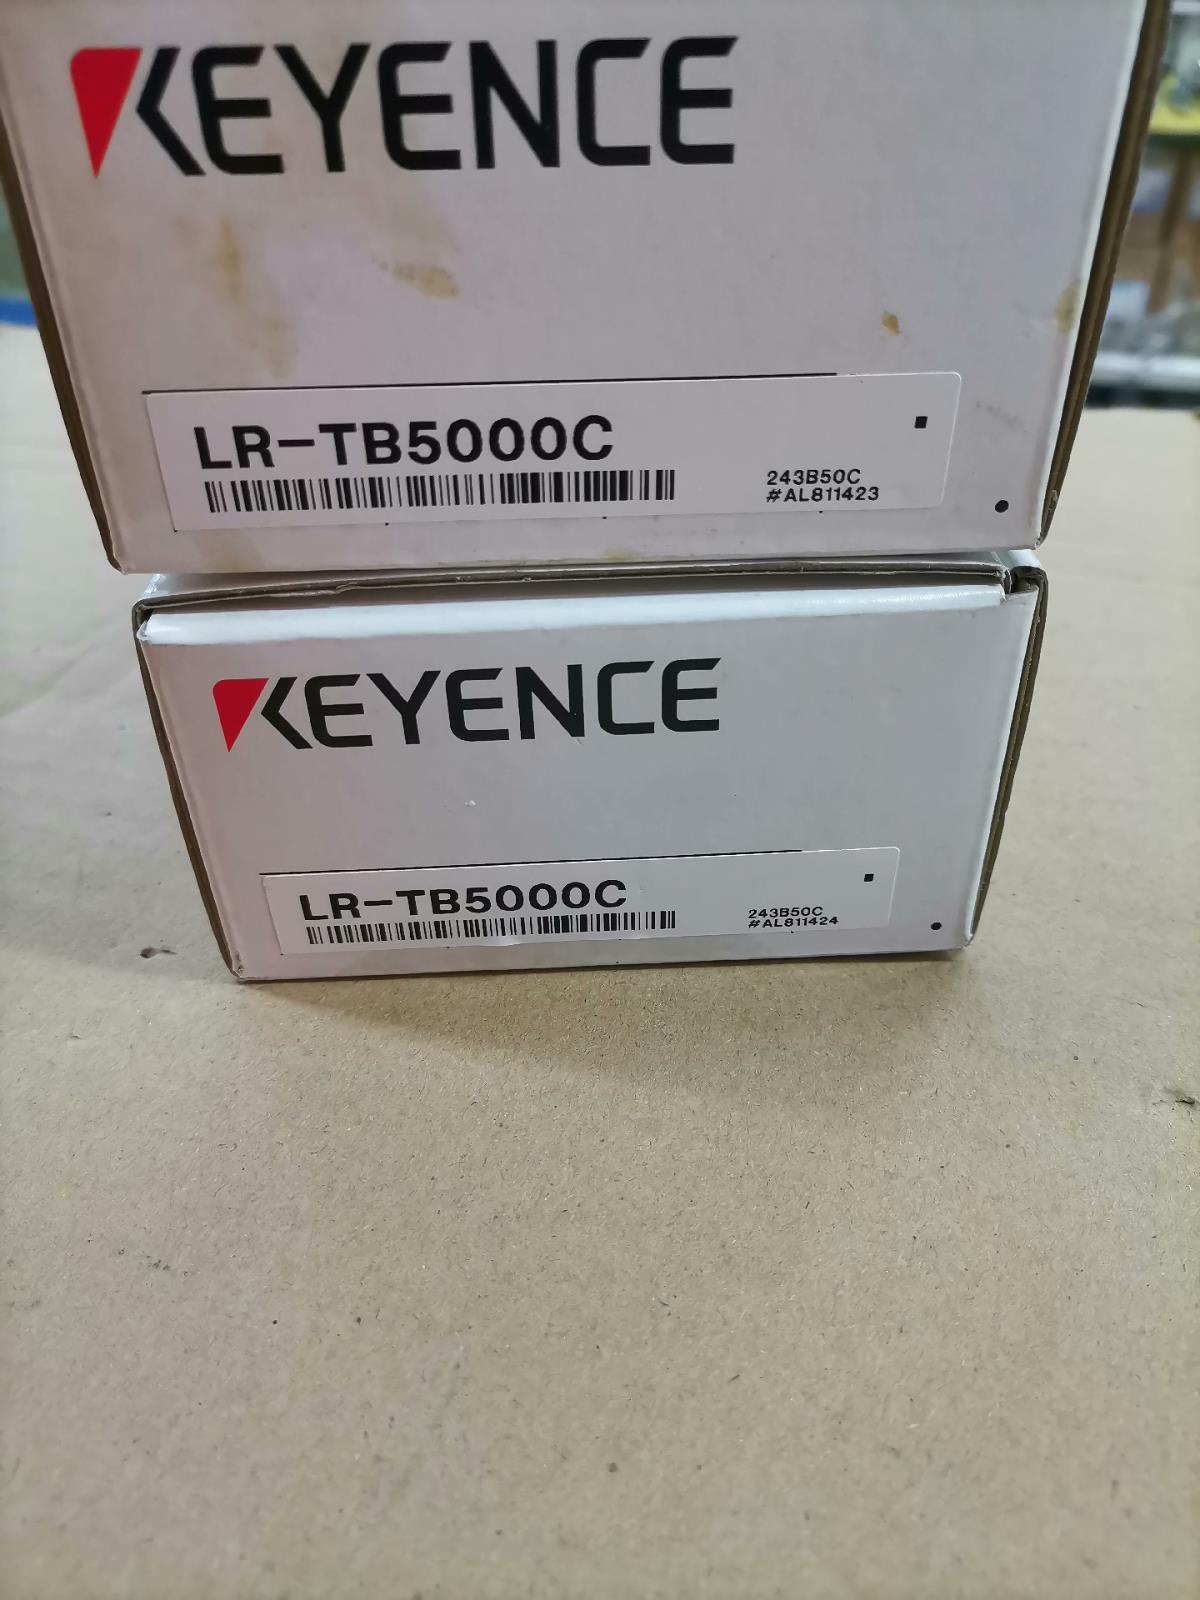 KEYENCE
LR-TB5000C
243B50C
#AL811423
KEYENCE
LR-TB5000C
243B50C
#AL811424